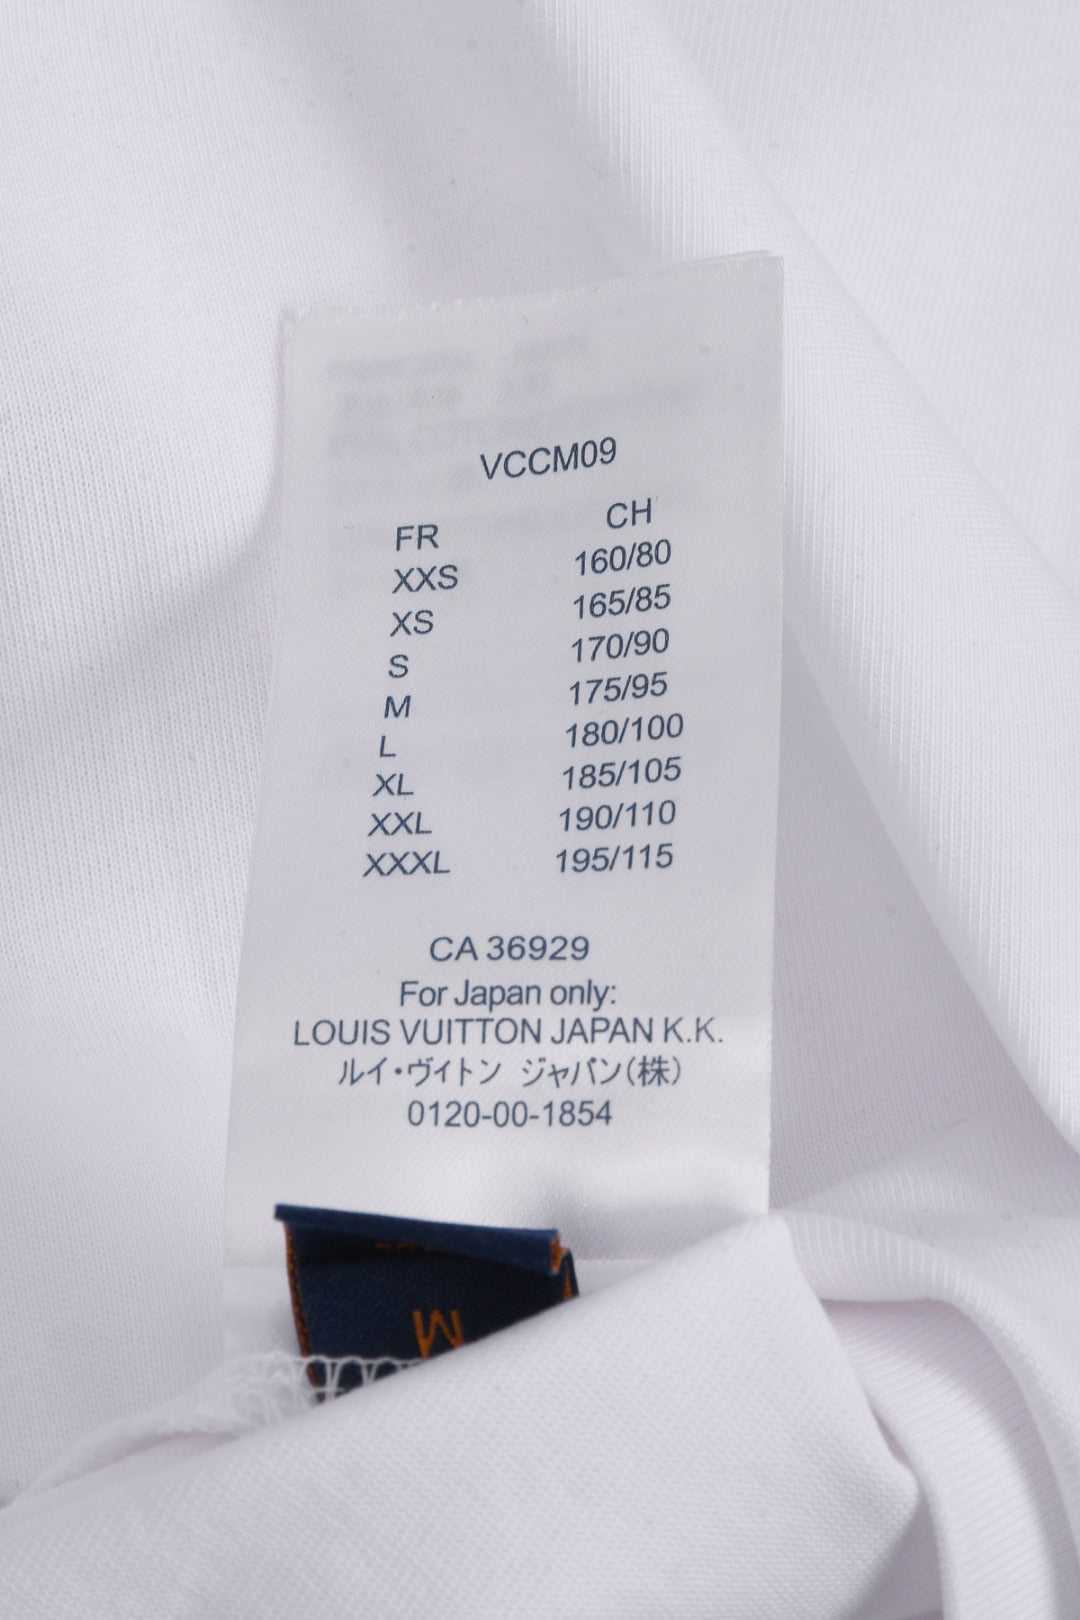 VCCM09
FR CH
XXS 160/80
XS 165/85
S 170/90
M 175/95
L 180/100
XL 185/105
XXL 190/110
XXXL 195/115
CA 36929
For Japan only:
LOUIS VUITTON JAPAN K.K.
ルイ・ヴィトン ジャパン(株)
0120-00-1854
M